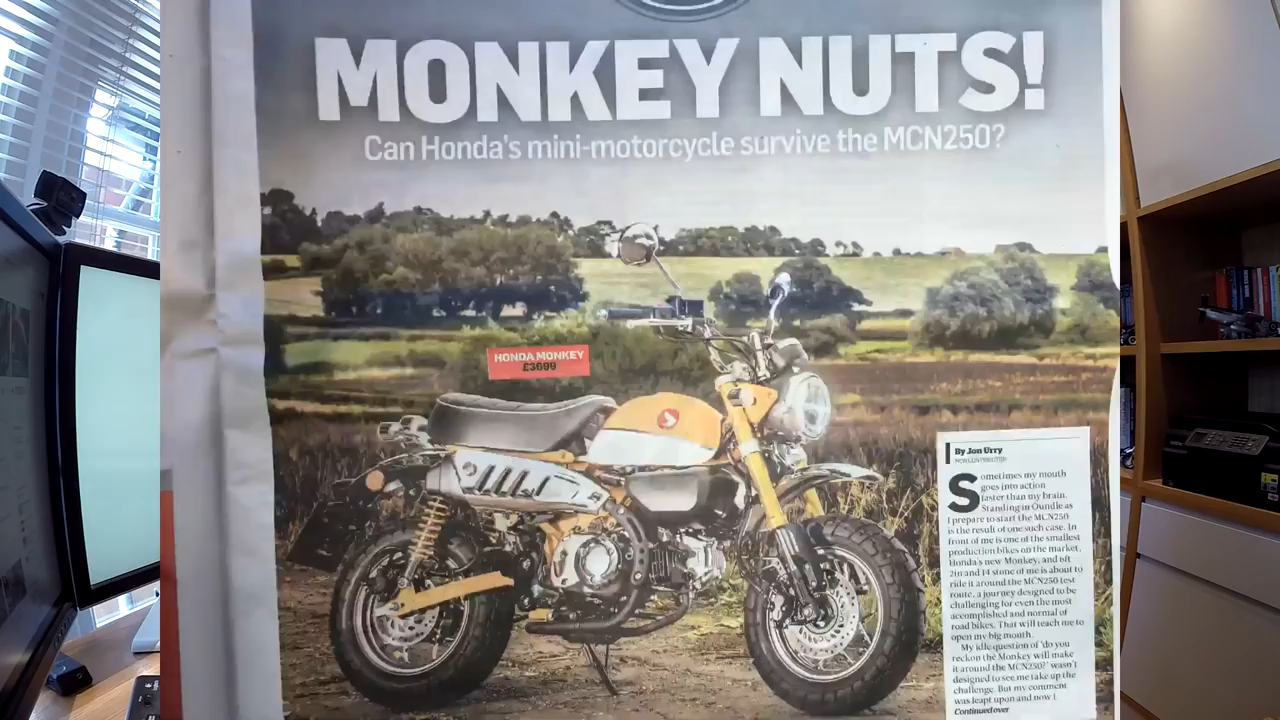 MONKEY NUTS!
Can Honda's mini-motorcycle survive the MCN250?
HONDA MONKEY
£3699
By Jon Urry
MCN CONTRIBUTOR
Sometimes my mouth
goes into action
faster than my brain.
Standing in Oundle as
I prepare to start the MCN250
is the result of one such case. In
front of me is one of the smallest
production bikes on the market,
Honda's new Monkey, and 6ft
2in and 14 stone of me is about to
ride it around the MCN250 test
route, a journey designed to be
challenging for even the most
accomplished and normal of
road bikes. That will teach me to
open my big mouth.
My idle question of 'do you
reckon the Monkey will make
it around the MCN250?' wasn't
designed to see me take up the
challenge. But my comment
was leapt upon and now I
Continued over